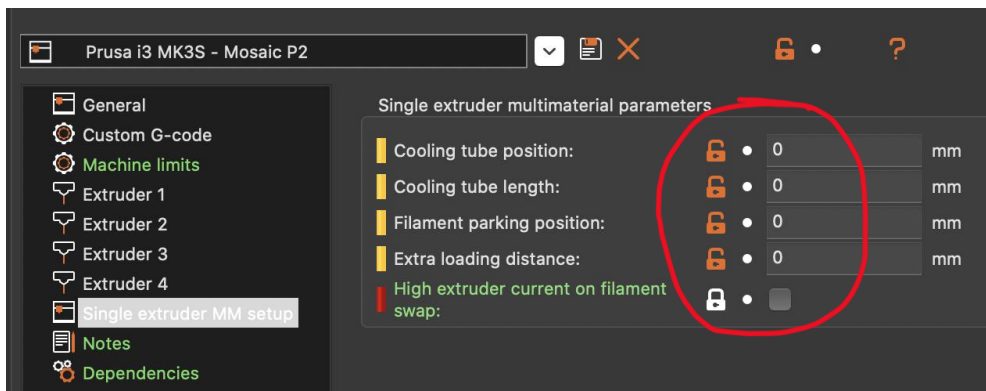 Prusa i3 MK3S - Mosaic P2
?
General
Custom G-code
Machine limits
Extruder 1
Extruder 2
Extruder 3
Extruder 4
Single extruder MM setup
Notes
Dependencies
Single extruder multimaterial parameters
Cooling tube position: 0 mm
Cooling tube length: 0 mm
Filament parking position: 0 mm
Extra loading distance: 0 mm
High extruder current on filament
swap: